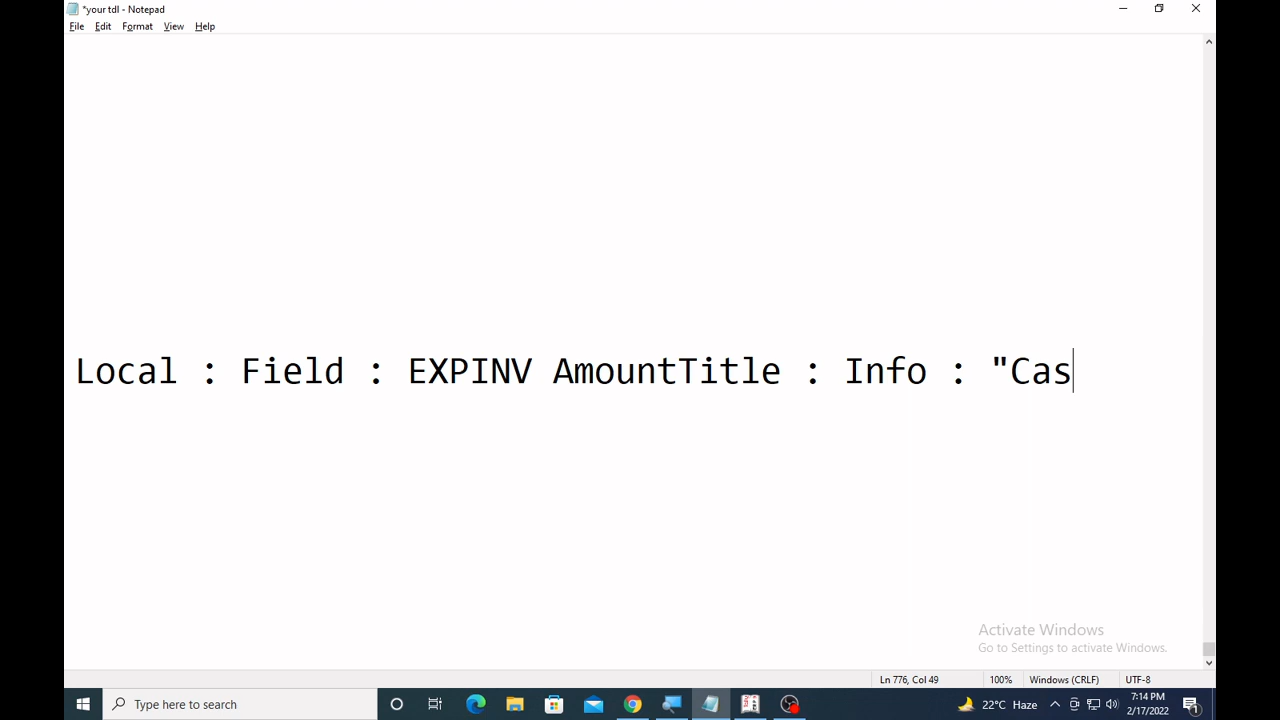 *your tdl - Notepad
File Edit Format View Help
Local : Field : EXPINV AmountTitle : Info : "Cas
Activate Windows
Go to Settings to activate Windows.
Ln 776, Col 49 100% Windows (CRLF) UTF-8
Type here to search
22°C Haze
7:14 PM
2/17/2022
1